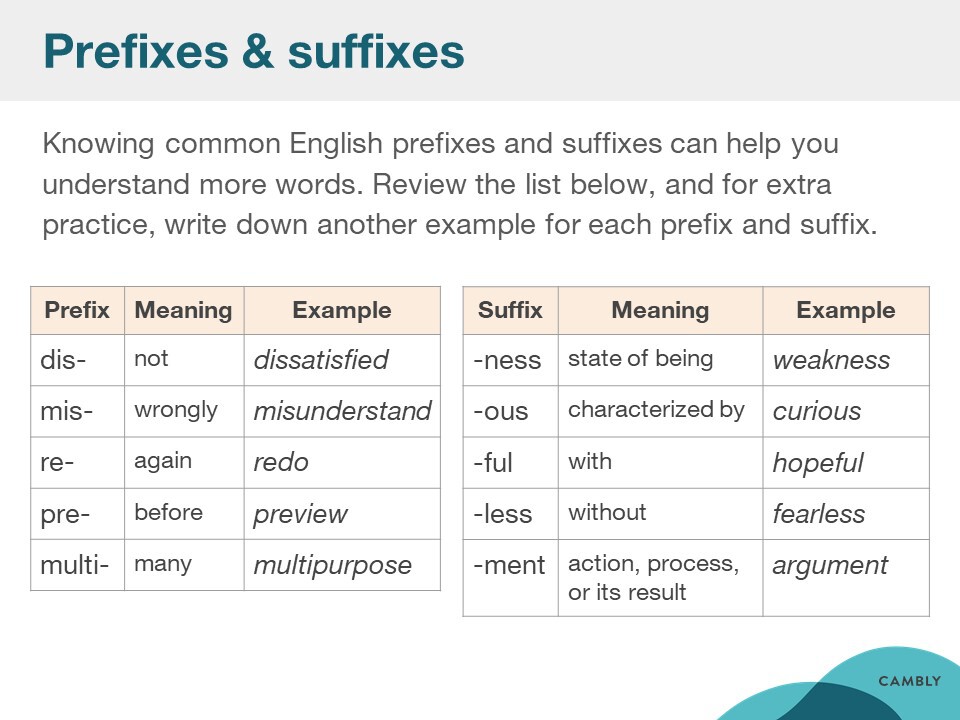 Prefixes & suffixes
Knowing common English prefixes and suffixes can help you
understand more words. Review the list below, and for extra
practice, write down another example for each prefix and suffix.
Prefix Meaning Example
dis- not dissatisfied
mis- wrongly misunderstand
re- again redo
pre- before preview
multi- many multipurpose
Suffix Meaning Example
-ness state of being weakness
-ous characterized by curious
-ful with hopeful
-less without fearless
-ment action, process, argument
or its result
CAMBLY